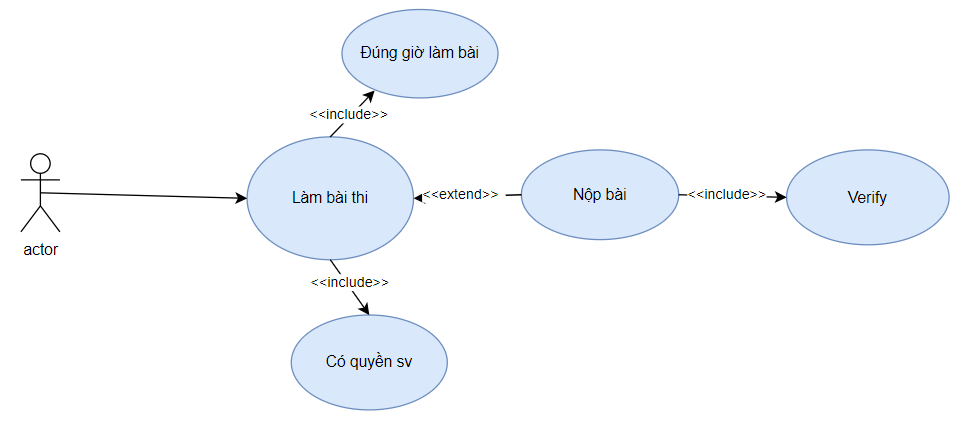 Đúng giờ làm bài
<<include>>
Làm bài thi
<<extend>>
Nộp bài
<<include>>
Verify
actor
<<include>>
Có quyền sv